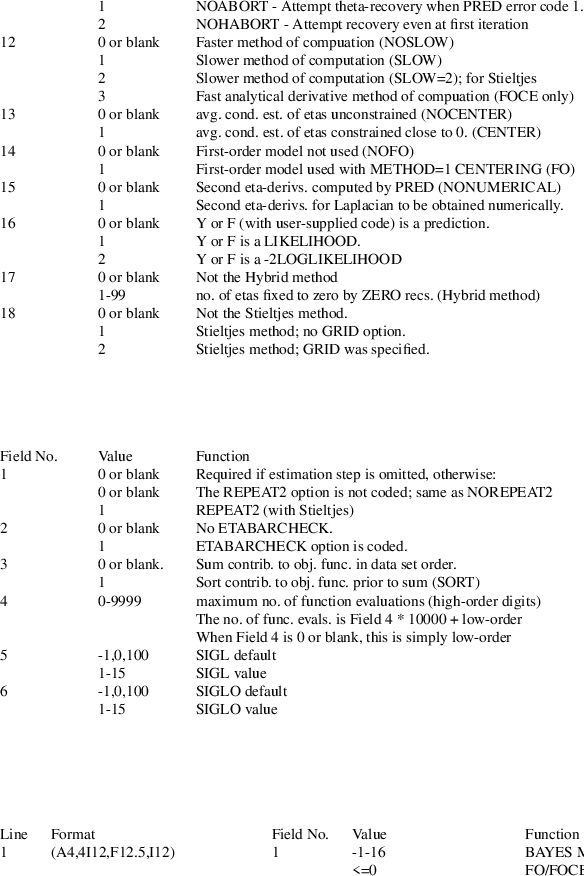 1 NOABORT - Attempt theta-recovery when PRED error code 1.
2 NOHABORT - Attempt recovery even at first iteration
12 0 or blank Faster method of compuation (NOSLOW)
1 Slower method of computation (SLOW)
2 Slower method of computation (SLOW=2); for Stieltjes
3 Fast analytical derivative method of compuation (FOCE only)
13 0 or blank avg. cond. est. of etas unconstrained (NOCENTER)
1 avg. cond. est. of etas constrained close to 0. (CENTER)
14 0 or blank First-order model not used (NOFO)
1 First-order model used with METHOD=1 CENTERING (FO)
15 0 or blank Second eta-derivs. computed by PRED (NONUMERICAL)
1 Second eta-derivs. for Laplacian to be obtained numerically.
16 0 or blank Y or F (with user-supplied code) is a prediction.
1 Y or F is a LIKELIHOOD.
2 Y or F is a -2LOGLIKELIHOOD
17 0 or blank Not the Hybrid method
1-99 no. of etas fixed to zero by ZERO recs. (Hybrid method)
18 0 or blank Not the Stieltjes method.
1 Stieltjes method; no GRID option.
2 Stieltjes method; GRID was specified.
Field No. Value Function
1 0 or blank Required if estimation step is omitted, otherwise:
0 or blank The REPEAT2 option is not coded; same as NOREPEAT2
1 REPEAT2 (with Stieltjes)
2 0 or blank No ETABARCHECK.
1 ETABARCHECK option is coded.
3 0 or blank. Sum contrib. to obj. func. in data set order.
1 Sort contrib. to obj. func. prior to sum (SORT)
4 0-9999 maximum no. of function evaluations (high-order digits)
The no. of func. evals. is Field 4 * 10000 + low-order
When Field 4 is 0 or blank, this is simply low-order
5 -1,0,100 SIGL default
1-15 SIGL value
6 -1,0,100 SIGLO default
1-15 SIGLO value
Line Format Field No. Value Function
1 (A4,4I12,F12.5,I12) 1 -1-16 BAYES M
<=0 FO/FOCE